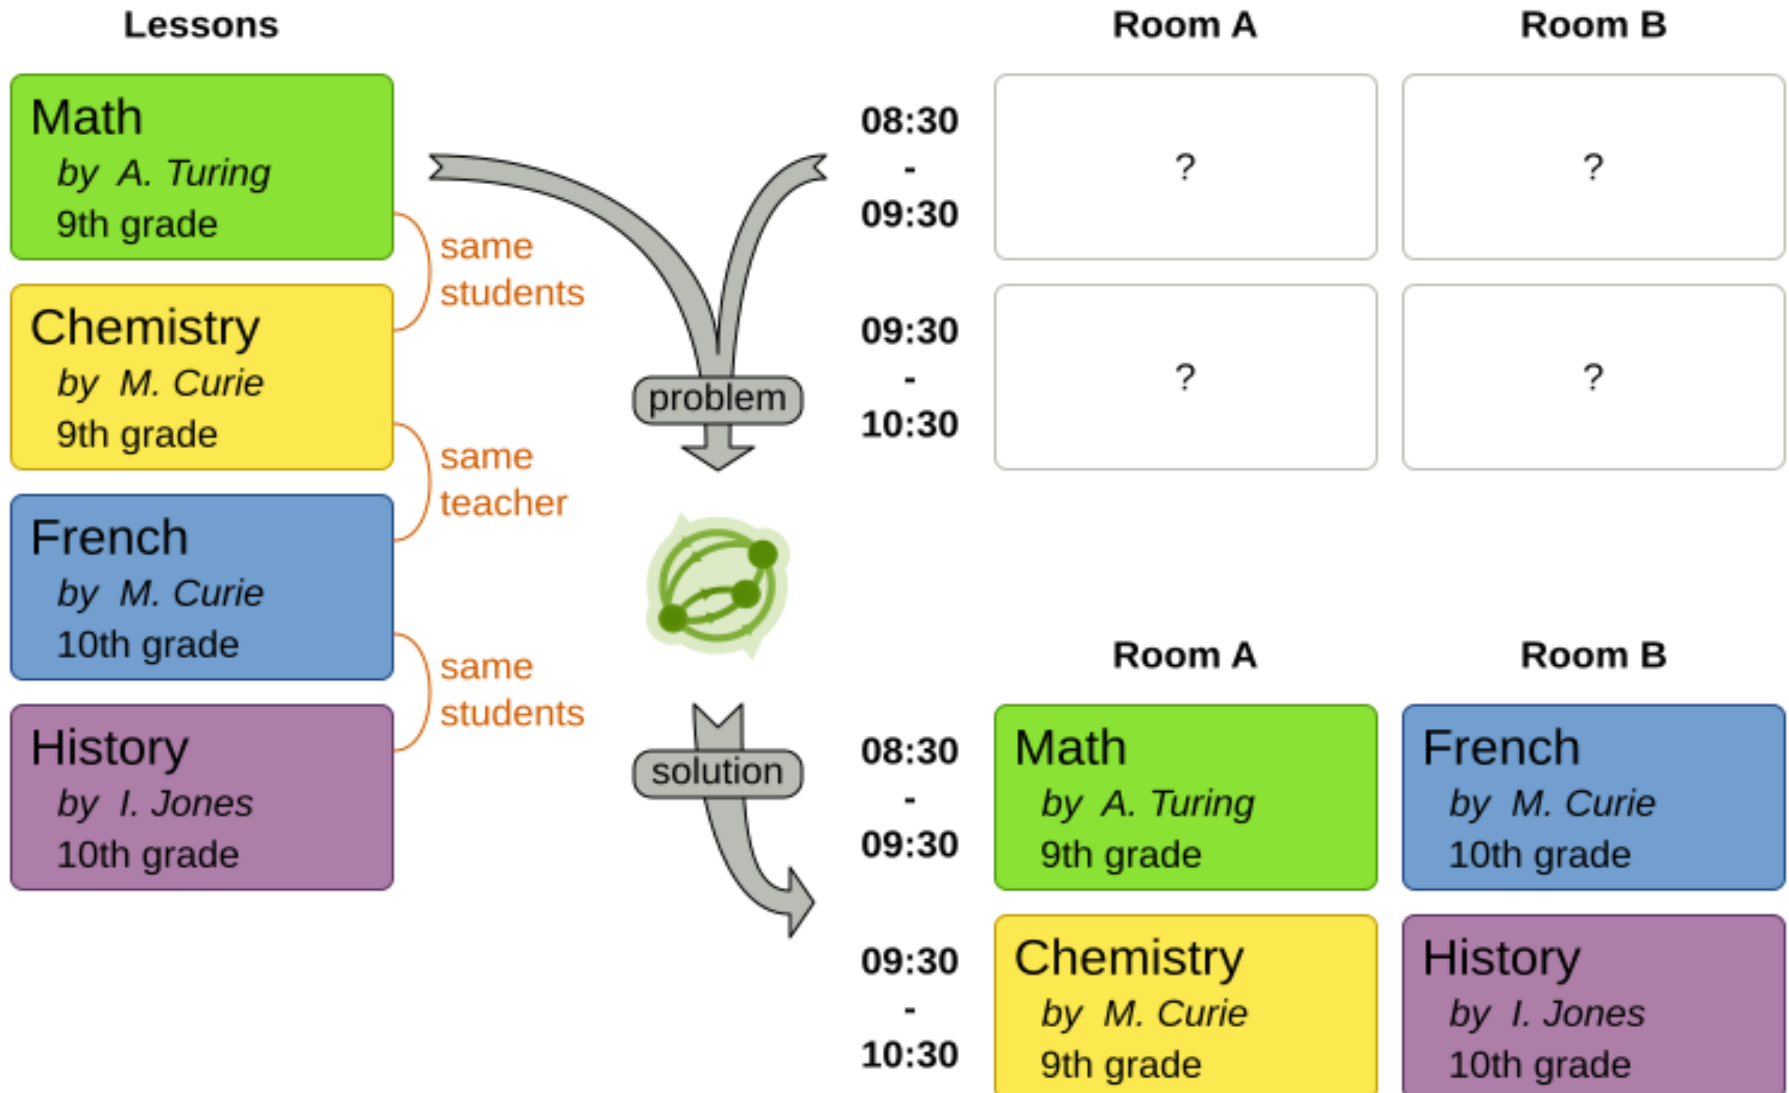 Lessons
Math
by A. Turing
9th grade
same
students
Chemistry
by M. Curie
9th grade
same
teacher
French
by M. Curie
10th grade
same
students
History
by I. Jones
10th grade
problem
solution
Room A Room B
08:30
-
09:30
? ?
09:30
-
10:30
? ?
Room A Room B
08:30
-
09:30
Math
by A. Turing
9th grade
French
by M. Curie
10th grade
09:30
-
10:30
Chemistry
by M. Curie
9th grade
History
by I. Jones
10th grade